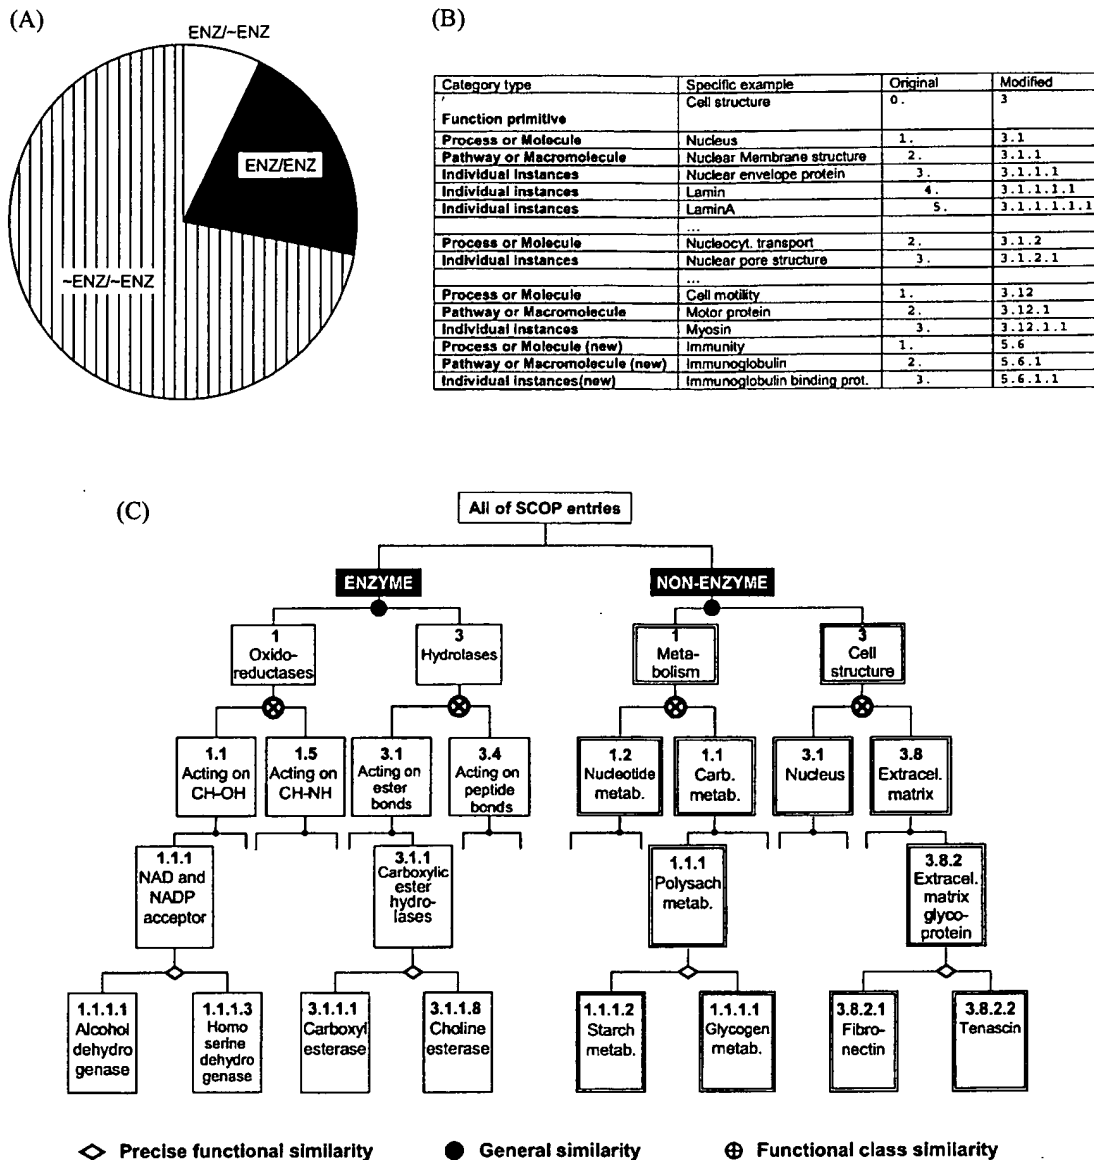 (A)
ENZ/~ENZ
ENZ/ENZ
~ENZ/~ENZ
(B)
Category type Specific example Original Modified
Cell structure 0. 3
Function primitive
Process or Molecule Nucleus 1. 3.1
Pathway or Macromolecule Nuclear Membrane structure 2. 3.1.1
Individual Instances Nuclear envelope protein 3. 3.1.1.1
Individual instances Lamin 4. 3.1.1.1.1
Individual instances LaminA 5. 3.1.1.1.1.1
...
Process or Molecule Nucleocyt. transport 2. 3.1.2
Individual instances Nuclear pore structure 3. 3.1.2.1
...
Process or Molecule Cell motility 1. 3.12
Pathway or Macromolecule Motor protein 2. 3.12.1
Individual Instances Myosin 3. 3.12.1.1
Process or Molecule (new) Immunity 1. 5.6
Pathway or Macromolecule (new) Immunoglobulin 2. 5.6.1
Individual instances(new) Immunoglobulin binding prot. 3. 5.6.1.1
(C)
All of SCOP entries
ENZYME
NON-ENZYME
1
Oxido-
reductases
3
Hydrolases
1
Meta-
bolism
3
Cell
structure
1.1
Acting on
CH-OH
1.5
Acting on
CH-NH
3.1
Acting on
ester
bonds
3.4
Acting on
peptide
bonds
1.2
Nucleotide
metab.
1.1
Carb.
metab.
3.1
Nucleus
3.8
Extracel.
matrix
1.1.1
NAD and
NADP
acceptor
3.1.1
Carboxylic
ester
hydro-
lases
1.1.1
Polysach
metab.
3.8.2
Extracel.
matrix
glyco-
protein
1.1.1.1
Alcohol
dehydro
genase
1.1.1.3
Homo
serine
dehydro
genase
3.1.1.1
Carboxyl
esterase
3.1.1.8
Choline
esterase
1.1.1.2
Starch
metab.
1.1.1.1
Glycogen
metab.
3.8.2.1
Fibro-
nectin
3.8.2.2
Tenascin
Precise functional similarity
General similarity
Functional class similarity